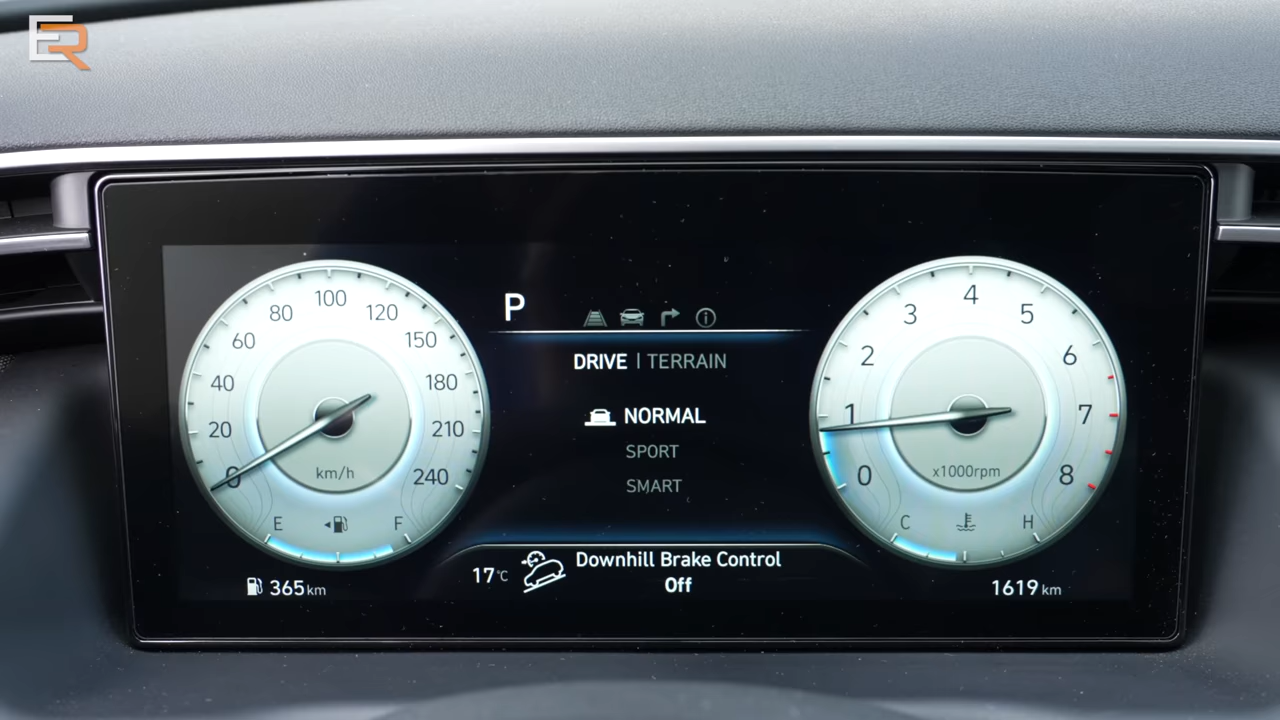 ER
P
DRIVE | TERRAIN
NORMAL
SPORT
SMART
0
20
40
60
80
100
120
150
180
210
240
km/h
E
F
0
1
2
3
4
5
6
7
8
x1000rpm
C
H
365 km
17°C
Downhill Brake Control
Off
1619 km